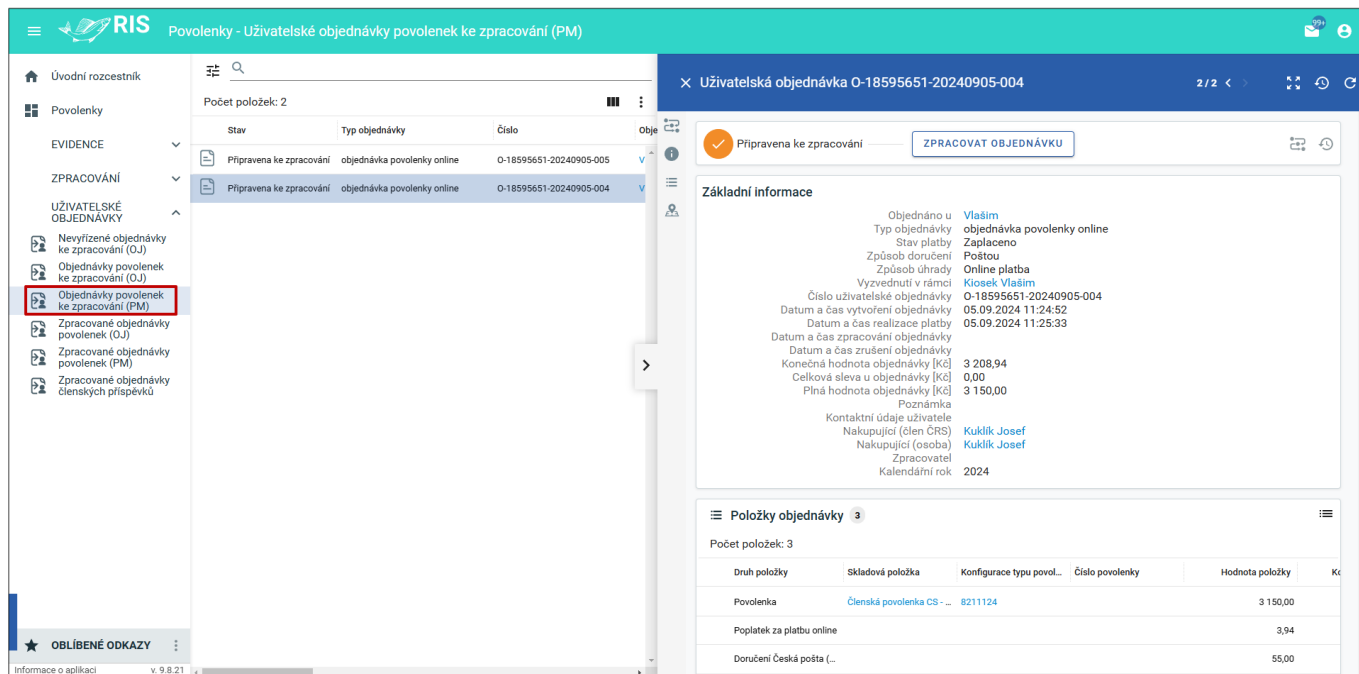 RIS
Povolenky - Uživatelské objednávky povolenek ke zpracování (PM)
99+
Úvodní rozcestník
Povolenky
EVIDENCE
ZPRACOVÁNÍ
UŽIVATELSKÉ
OBJEDNÁVKY
Nevyřízené objednávky
ke zpracování (OJ)
Objednávky povolenek
ke zpracování (OJ)
Objednávky povolenek
ke zpracování (PM)
Zpracované objednávky
povolenek (OJ)
Zpracované objednávky
povolenek (PM)
Zpracované objednávky
členských příspěvků
OBLÍBENÉ ODKAZY
Informace o aplikaci v. 9.8.21
Počet položek: 2
Stav Typ objednávky Číslo Obje
Připravena ke zpracování objednávka povolenky online O-18595651-20240905-005 V
Připravena ke zpracování objednávka povolenky online O-18595651-20240905-004 V
Uživatelská objednávka O-18595651-20240905-004 2/2
Připravena ke zpracování ZPRACOVAT OBJEDNÁVKU
Základní informace
Objednáno u Vlašim
Typ objednávky objednávka povolenky online
Stav platby Zaplaceno
Způsob doručení Poštou
Způsob úhrady Online platba
Vyzvednutí v rámci Kiosek Vlašim
Číslo uživatelské objednávky O-18595651-20240905-004
Datum a čas vytvoření objednávky 05.09.2024 11:24:52
Datum a čas realizace platby 05.09.2024 11:25:33
Datum a čas zpracování objednávky
Datum a čas zrušení objednávky
Konečná hodnota objednávky [Kč] 3 208,94
Celková sleva u objednávky [Kč] 0,00
Plná hodnota objednávky [Kč] 3 150,00
Poznámka
Kontaktní údaje uživatele
Nakupující (člen ČRS) Kuklík Josef
Nakupující (osoba) Kuklík Josef
Zpracovatel
Kalendářní rok 2024
Položky objednávky 3
Počet položek: 3
Druh položky Skladová položka Konfigurace typu povol... Číslo povolenky Hodnota položky Ko
Povolenka Členská povolenka CS - ... 8211124 3 150,00
Poplatek za platbu online 3,94
Doručení Česká pošta (... 55,00